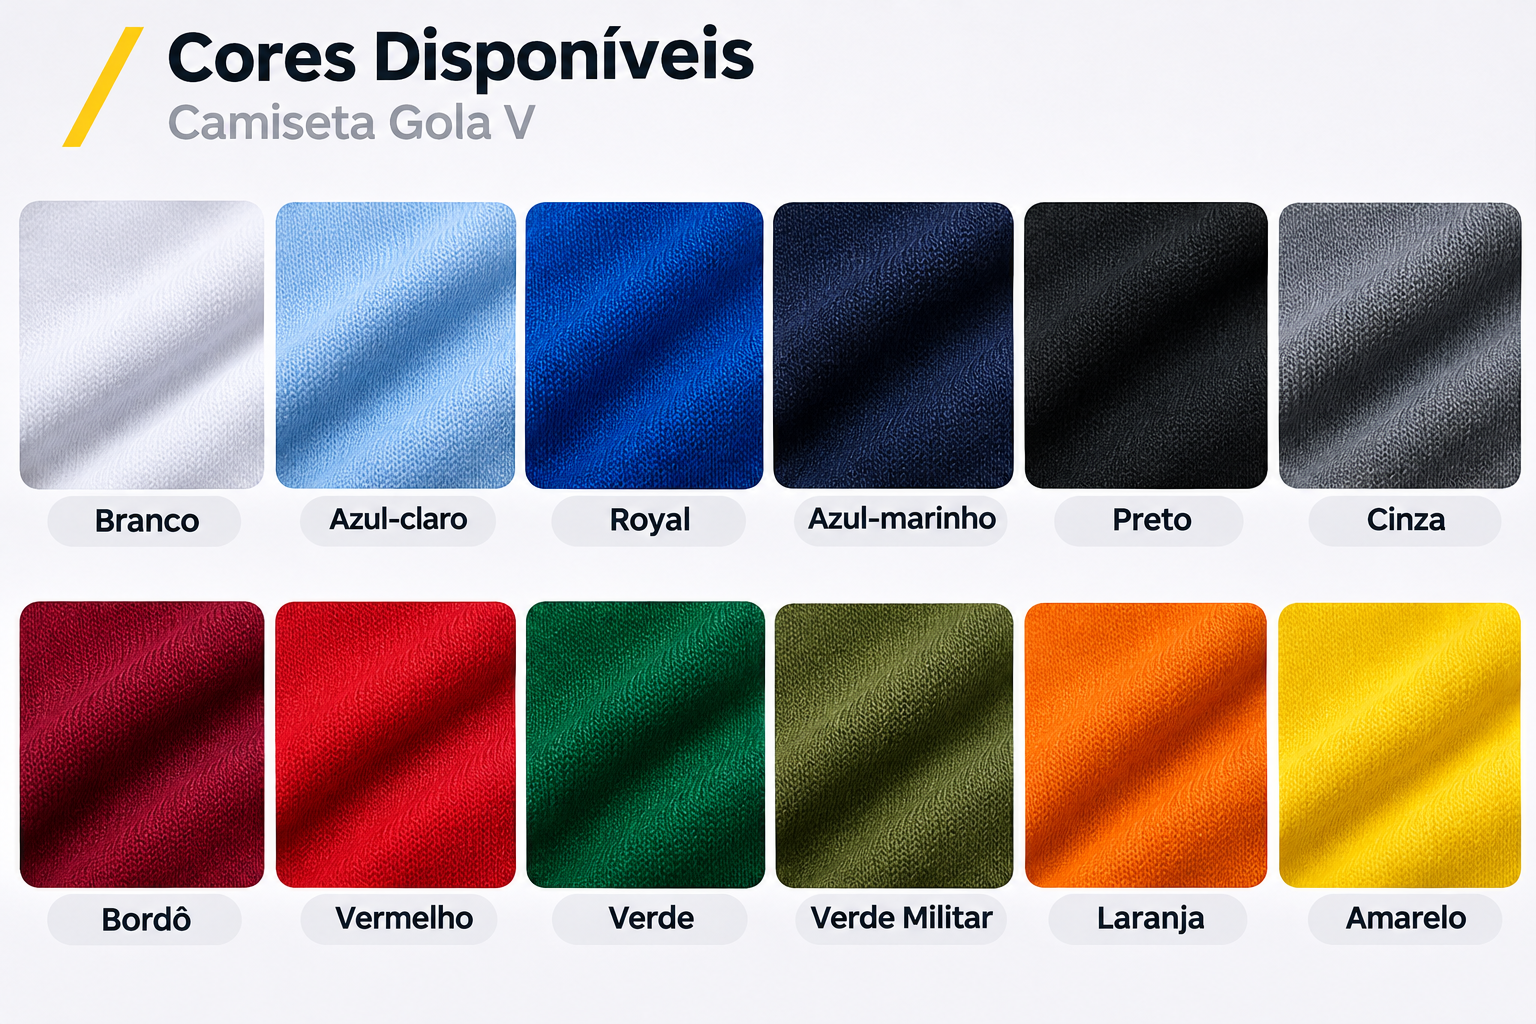 Cores Disponíveis
Camiseta Gola V
Branco
Azul-claro
Royal
Azul-marinho
Preto
Cinza
Bordô
Vermelho
Verde
Verde Militar
Laranja
Amarelo